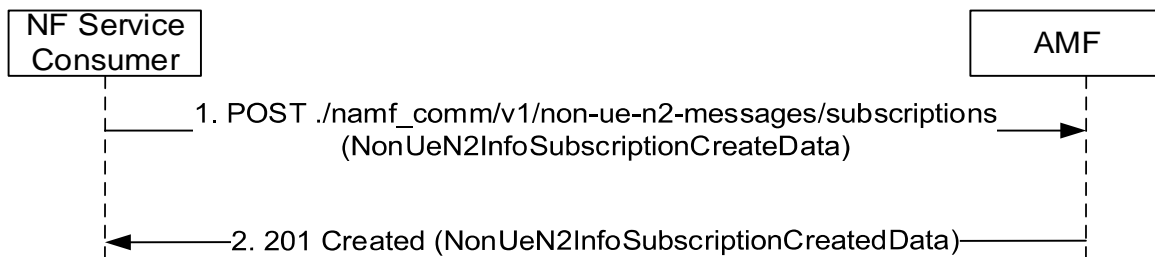 NF Service
Consumer
AMF
1. POST ./namf_comm/v1/non-ue-n2-messages/subscriptions
(NonUeN2InfoSubscriptionCreateData)
2. 201 Created (NonUeN2InfoSubscriptionCreatedData)